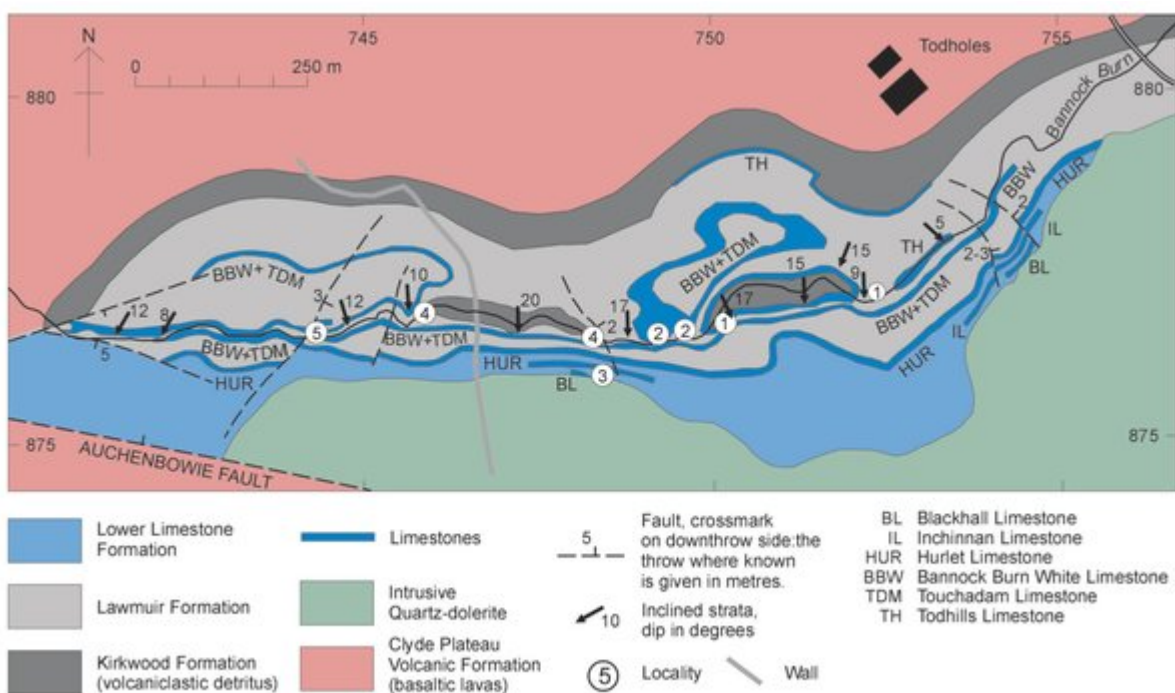 745
750
755
N
0
250 m
Todholes
880
880
Bannock Burn
TH
BBW
HUR
2
IL
BL
2-3
5
TH
BBW+TDM
15
15
9
1
17
1
BBW+TDM
IL
HUR
BBW+TDM
10
3
12
4
20
17
2
4
2
2
12
8
5
BBW+TDM
BBW+TDM
5
HUR
HUR
BL
3
875
875
AUCHENBOWIE FAULT
Lower Limestone
Formation
Lawmuir Formation
Kirkwood Formation
(volcaniclastic detritus)
Limestones
Intrusive
Quartz-dolerite
Clyde Plateau
Volcanic Formation
(basaltic lavas)
5
Fault, crossmark
on downthrow side:the
throw where known
is given in metres.
10
Inclined strata,
dip in degrees
5
Locality
Wall
BL Blackhall Limestone
IL Inchinnan Limestone
HUR Hurlet Limestone
BBW Bannock Burn White Limestone
TDM Touchadam Limestone
TH Todhills Limestone